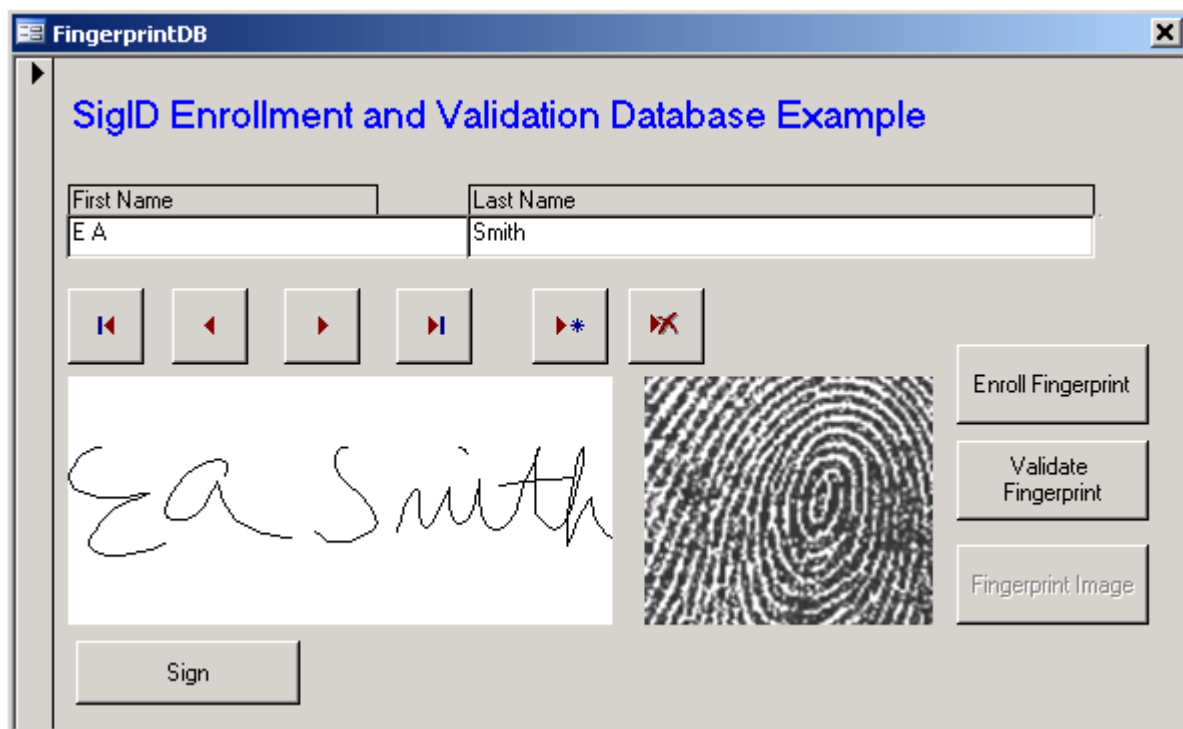 FingerprintDB
SigID Enrollment and Validation Database Example
First Name Last Name
E A Smith
Enroll Fingerprint
EA Smith
Validate
Fingerprint
Fingerprint Image
Sign